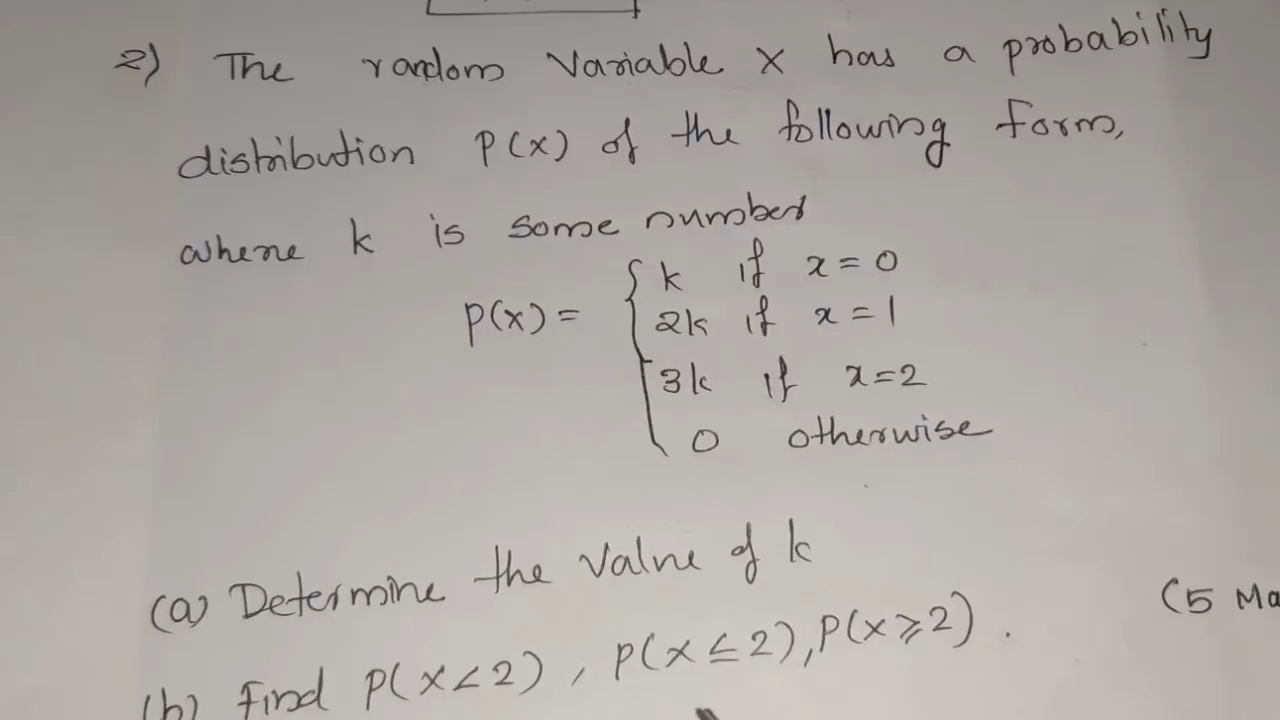 2) The random Variable X has a probability
distribution P(X) of the following form,
where k is some number
P(X) = { k if x = 0
2k if x = 1
3k if x = 2
0 otherwise
(a) Determine the value of k
(5 Ma
(b) Find P(X < 2), P(X ≤ 2), P(X ⩾ 2).